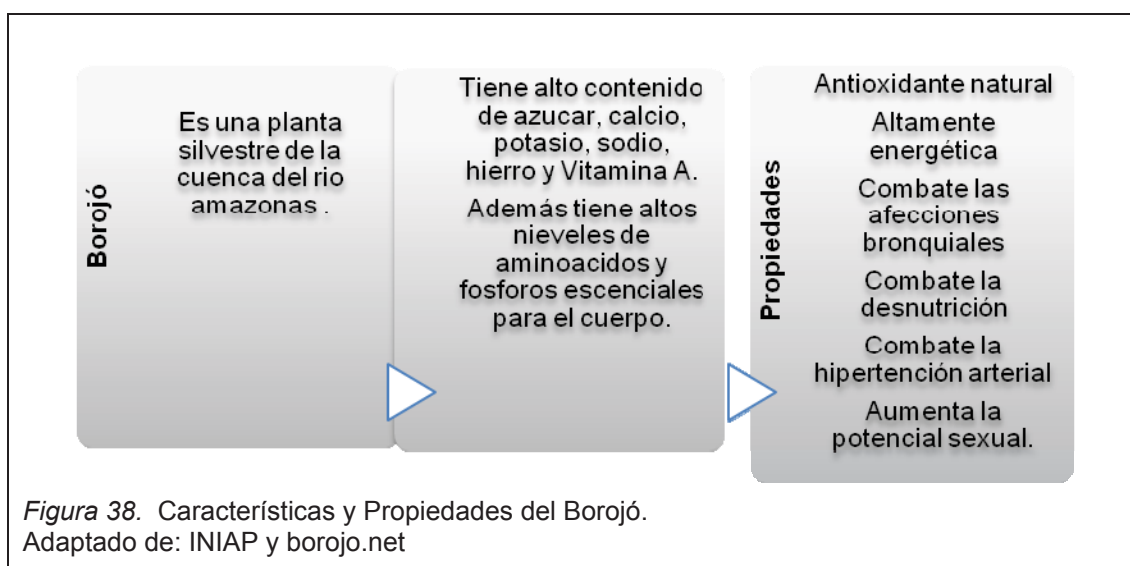 Borojó
Es una planta
silvestre de la
cuenca del rio
amazonas .
Tiene alto contenido
de azucar, calcio,
potasio, sodio,
hierro y Vitamina A.
Además tiene altos
nieveles de
aminoacidos y
fosforos escenciales
para el cuerpo.
Propiedades
Antioxidante natural
Altamente
energética
Combate las
afecciones
bronquiales
Combate la
desnutrición
Combate la
hipertención arterial
Aumenta la
potencial sexual.
Figura 38. Características y Propiedades del Borojó.
Adaptado de: INIAP y borojo.net